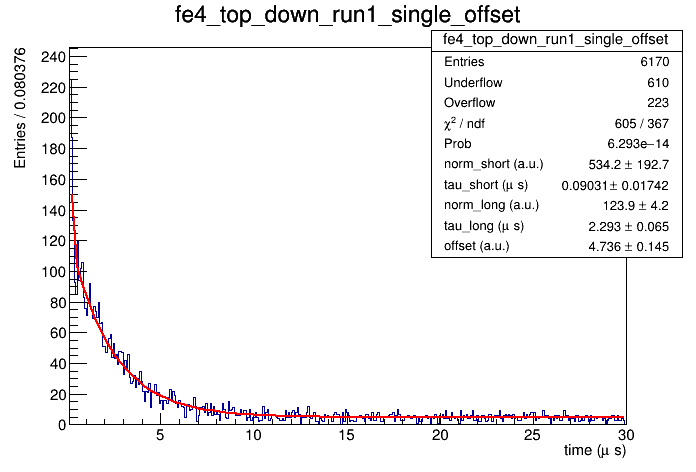 fe4_top_down_run1_single_offset
fe4_top_down_run1_single_offset
Entries 6170
Underflow 610
Overflow 223
χ² / ndf 605 / 367
Prob 6.293e−14
norm_short (a.u.) 534.2 ± 192.7
tau_short (μ s) 0.09031 ± 0.01742
norm_long (a.u.) 123.9 ± 4.2
tau_long (μ s) 2.293 ± 0.065
offset (a.u.) 4.736 ± 0.145
Entries / 0.080376
240
220
200
180
160
140
120
100
80
60
40
20
0
5 10 15 20 25 30
time (μ s)